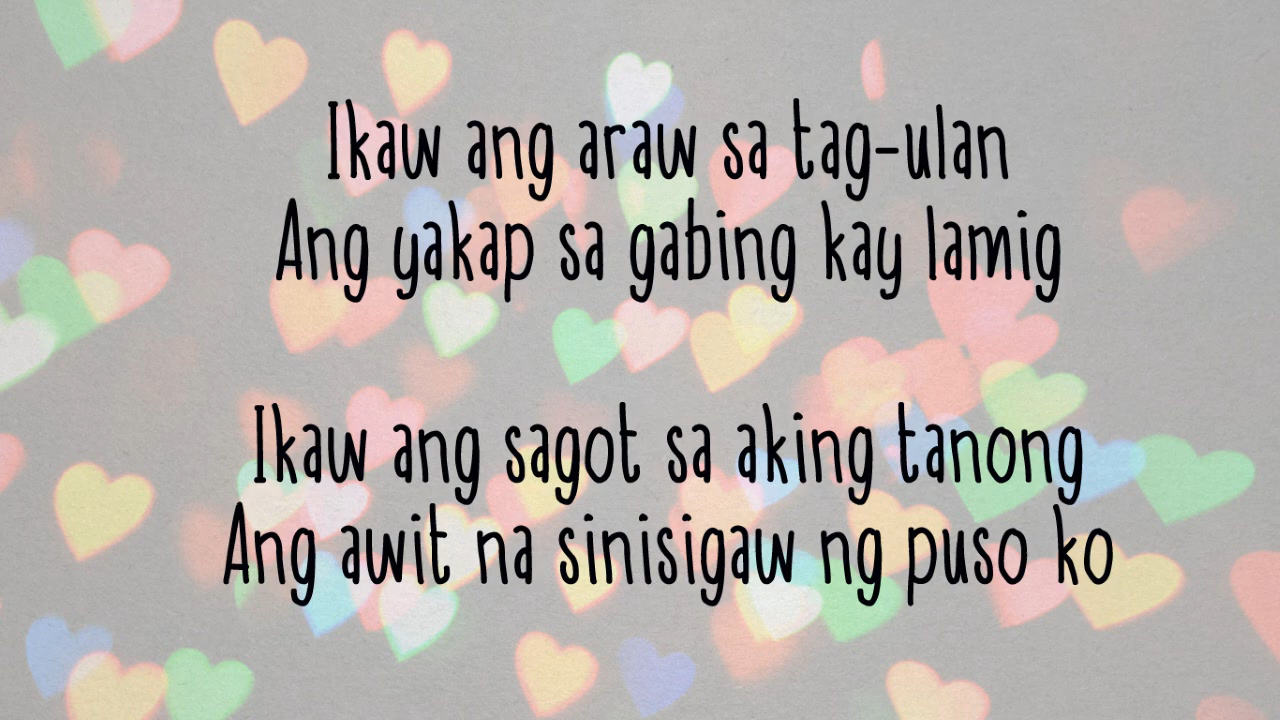 Ikaw ang araw sa tag-ulan
Ang yakap sa gabing kay lamig
Ikaw ang sagot sa aking tanong
Ang awit na sinisigaw ng puso ko